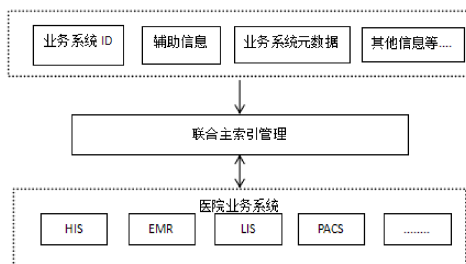 业务系统 ID 辅助信息 业务系统元数据 其他信息等....
联合主索引管理
医院业务系统
HIS EMR LIS PACS ........